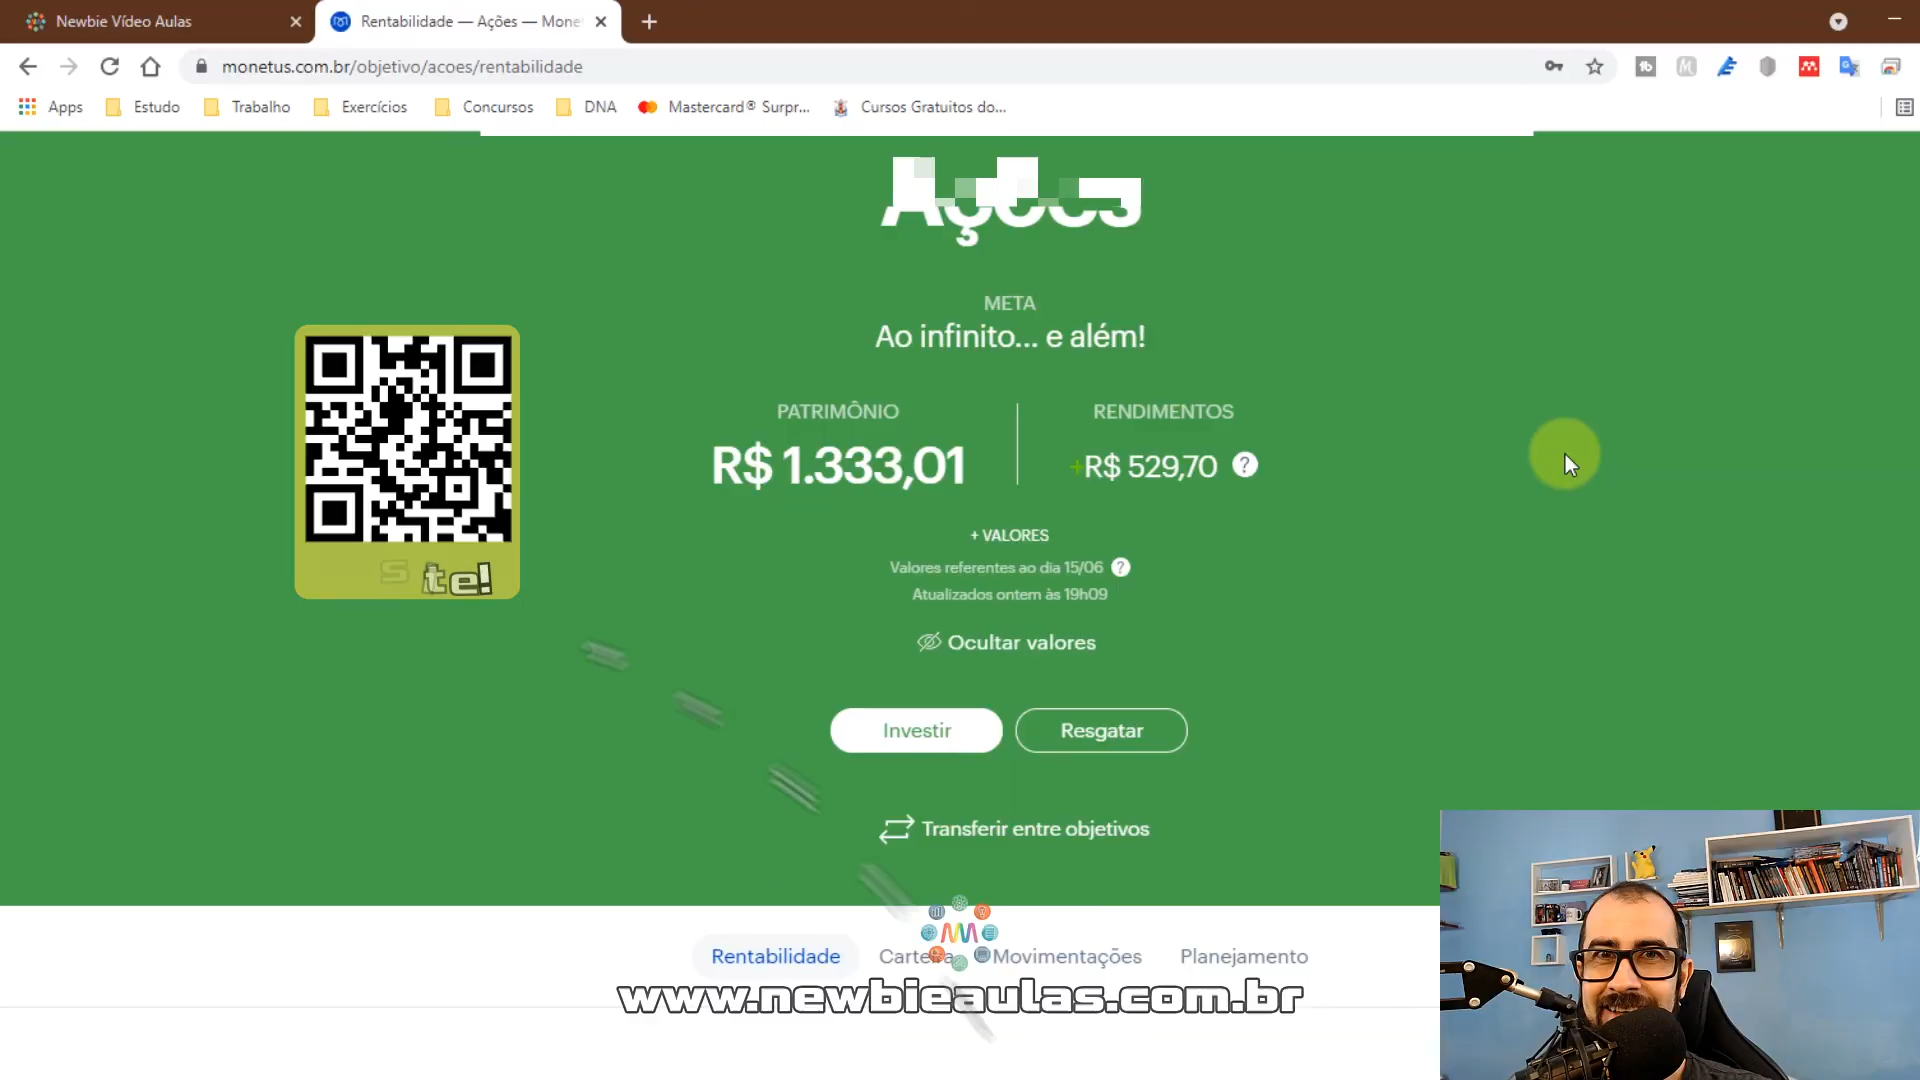 Newbie Vídeo Aulas
Rentabilidade — Ações — Mone
monetus.com.br/objetivo/acoes/rentabilidade
Apps
Estudo
Trabalho
Exercícios
Concursos
DNA
Mastercard® Surpr...
Cursos Gratuitos do...
Ações
META
Ao infinito... e além!
PATRIMÔNIO
R$ 1.333,01
RENDIMENTOS
+R$ 529,70 ?
+ VALORES
Valores referentes ao dia 15/06 ?
Atualizados ontem às 19h09
Ocultar valores
Investir
Resgatar
Transferir entre objetivos
S te!
Rentabilidade
Carteira
Movimentações
Planejamento
www.newbieaulas.com.br